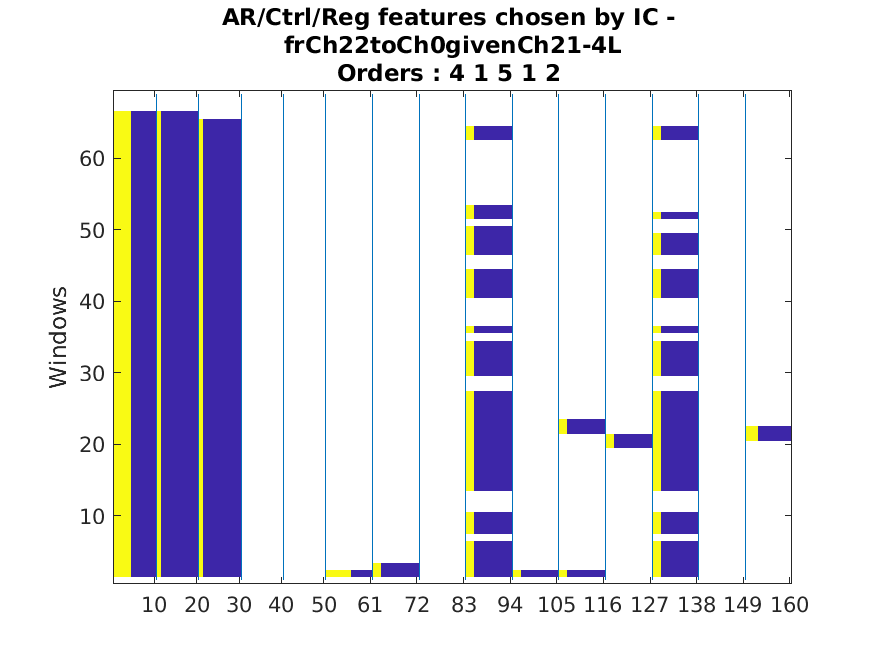 AR/Ctrl/Reg features chosen by IC -
frCh22toCh0givenCh21-4L
Orders : 4 1 5 1 2
60
50
40
30
20
10
Windows
10 20 30 40 50 61 72 83 94 105 116 127 138 149 160